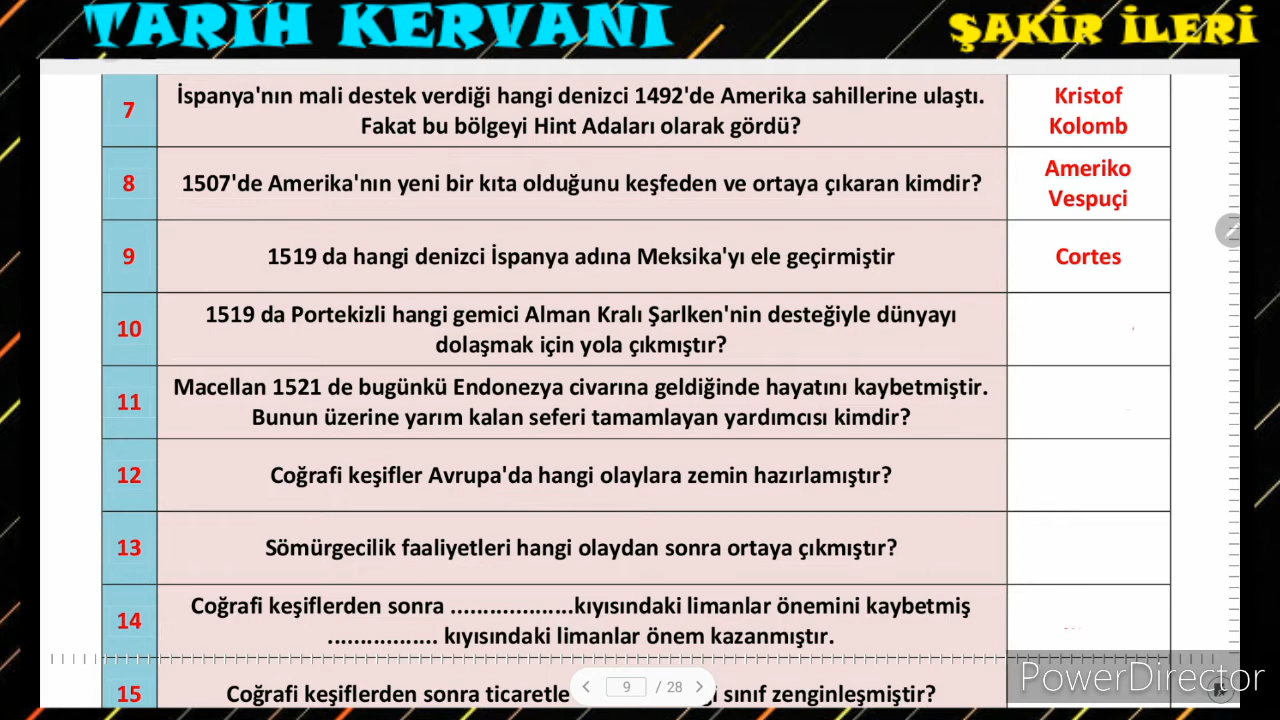 TARİH KERVANI
ŞAKİR İLERİ
7
İspanya'nın mali destek verdiği hangi denizci 1492'de Amerika sahillerine ulaştı.
Fakat bu bölgeyi Hint Adaları olarak gördü?
Kristof
Kolomb
8
1507'de Amerika'nın yeni bir kıta olduğunu keşfeden ve ortaya çıkaran kimdir?
Ameriko
Vespuçi
9
1519 da hangi denizci İspanya adına Meksika'yı ele geçirmiştir
Cortes
10
1519 da Portekizli hangi gemici Alman Kralı Şarlken'nin desteğiyle dünyayı
dolaşmak için yola çıkmıştır?
11
Macellan 1521 de bugünkü Endonezya civarına geldiğinde hayatını kaybetmiştir.
Bunun üzerine yarım kalan seferi tamamlayan yardımcısı kimdir?
12
Coğrafi keşifler Avrupa'da hangi olaylara zemin hazırlamıştır?
13
Sömürgecilik faaliyetleri hangi olaydan sonra ortaya çıkmıştır?
14
Coğrafi keşiflerden sonra ...................kıyısındaki limanlar önemini kaybetmiş
................. kıyısındaki limanlar önem kazanmıştır.
15
Coğrafi keşiflerden sonra ticaretle sınıf zenginleşmiştir?
9 / 28
PowerDirector